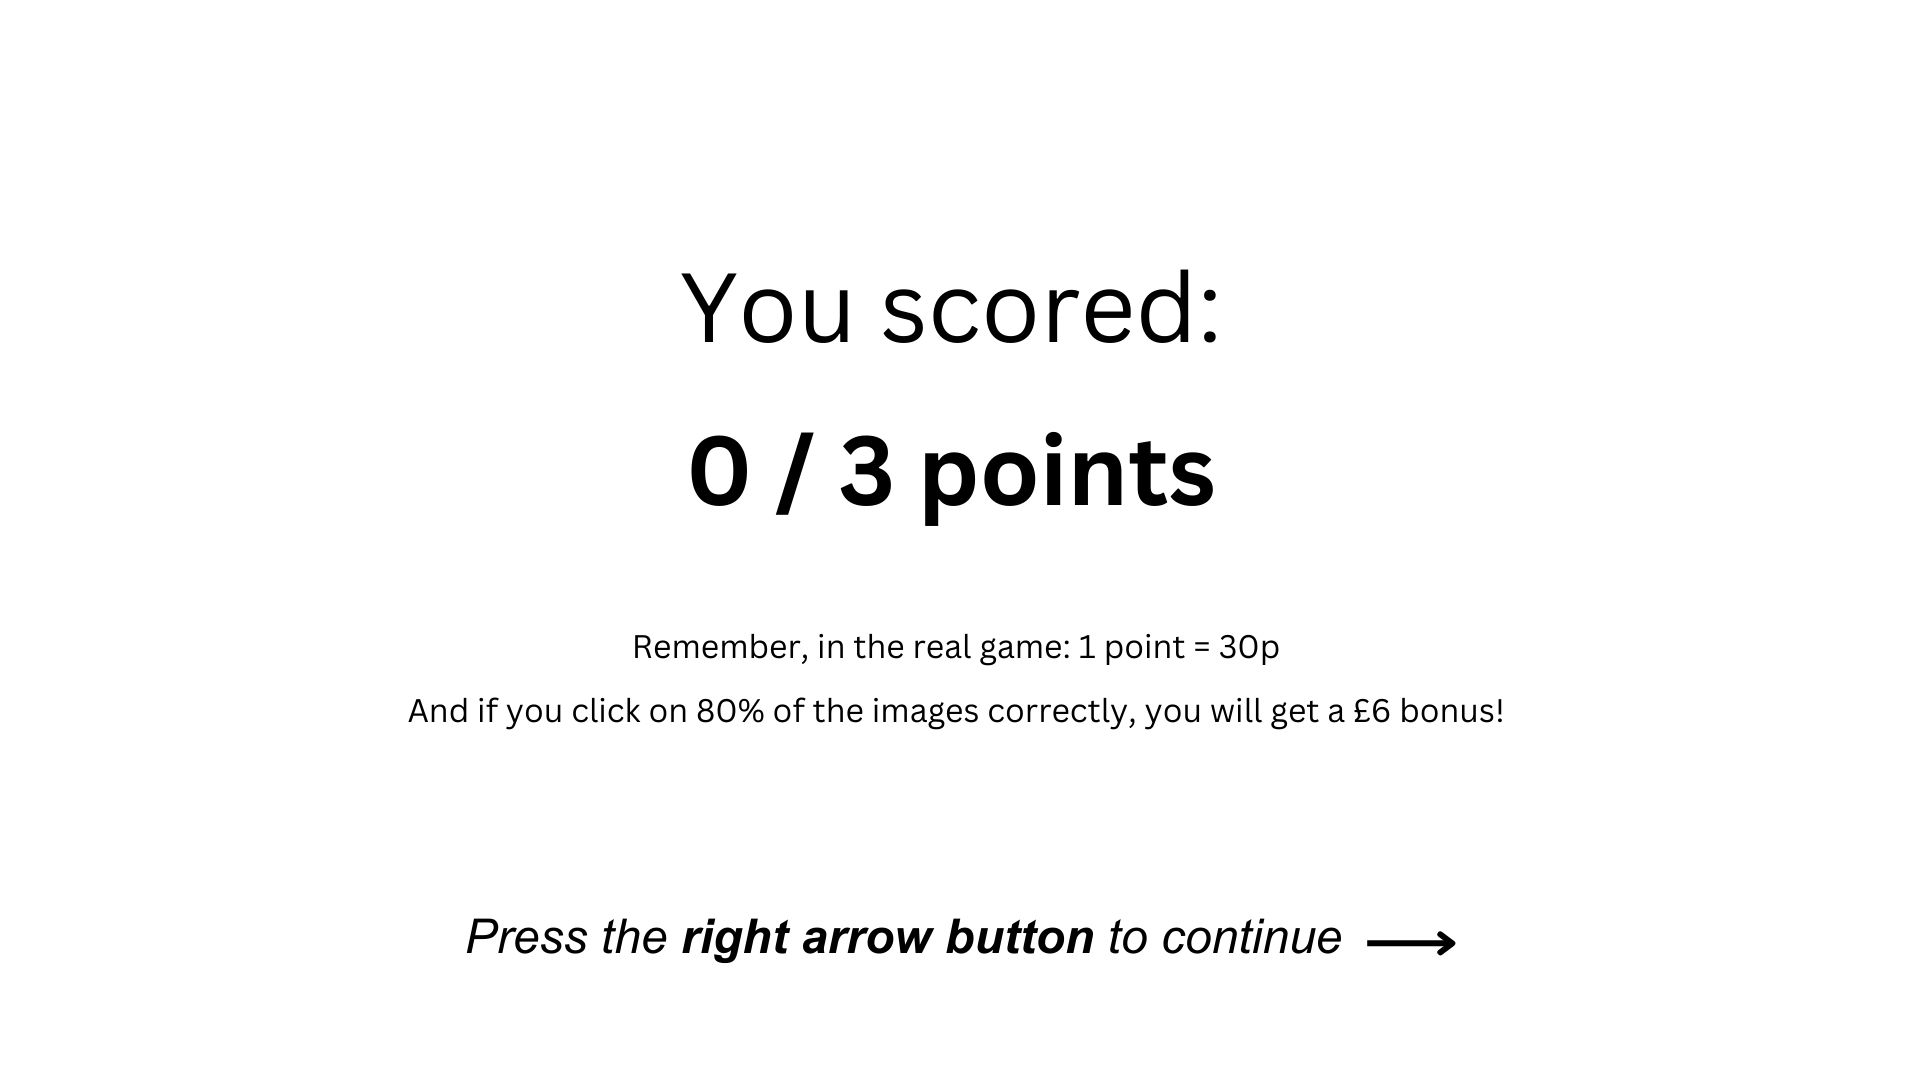 You scored:
0 / 3 points
Remember, in the real game: 1 point = 30p
And if you click on 80% of the images correctly, you will get a £6 bonus!
Press the right arrow button to continue